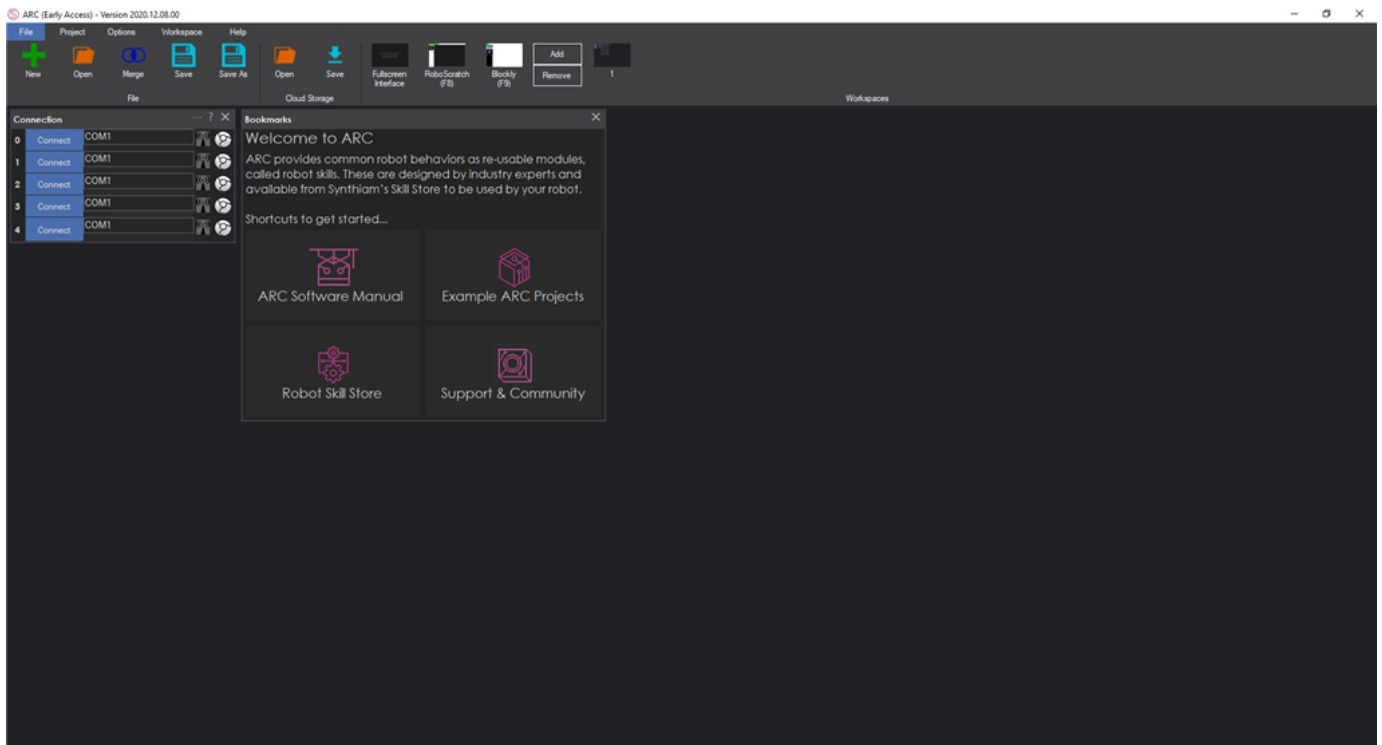 ARC (Early Access) - Version 2020.12.08.00
File Project Options Workspace Help
New Open Merge Save Save As Open Save Fullscreen Interface RoboScratch (F8) Blockly (F9) Add Remove 1
File Cloud Storage Workspaces
Connection ... ? X
0 Connect COM1
1 Connect COM1
2 Connect COM1
3 Connect COM1
4 Connect COM1
Bookmarks
Welcome to ARC
ARC provides common robot behaviors as re-usable modules,
called robot skills. These are designed by industry experts and
available from Synthiam's Skill Store to be used by your robot.
Shortcuts to get started...
ARC Software Manual
Example ARC Projects
Robot Skill Store
Support & Community